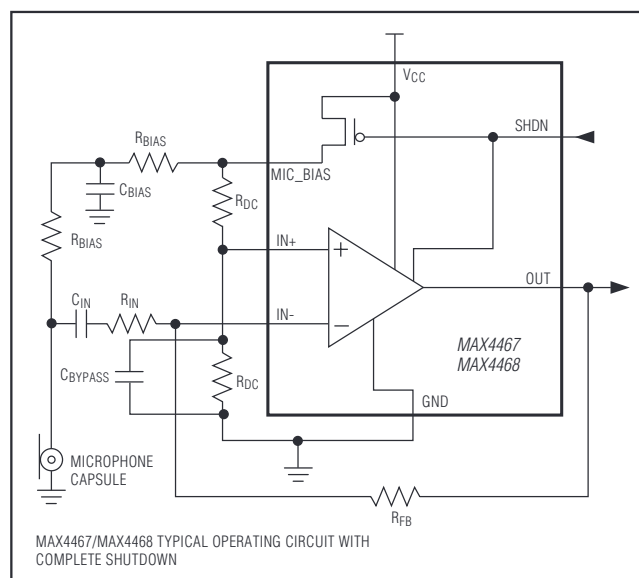 VCC
SHDN
RBIAS
MIC_BIAS
CBIAS
RDC
RBIAS
IN+
+
OUT
CIN
RIN
IN-
−
MAX4467
MAX4468
CBYPASS
RDC
GND
MICROPHONE
CAPSULE
RFB
MAX4467/MAX4468 TYPICAL OPERATING CIRCUIT WITH
COMPLETE SHUTDOWN